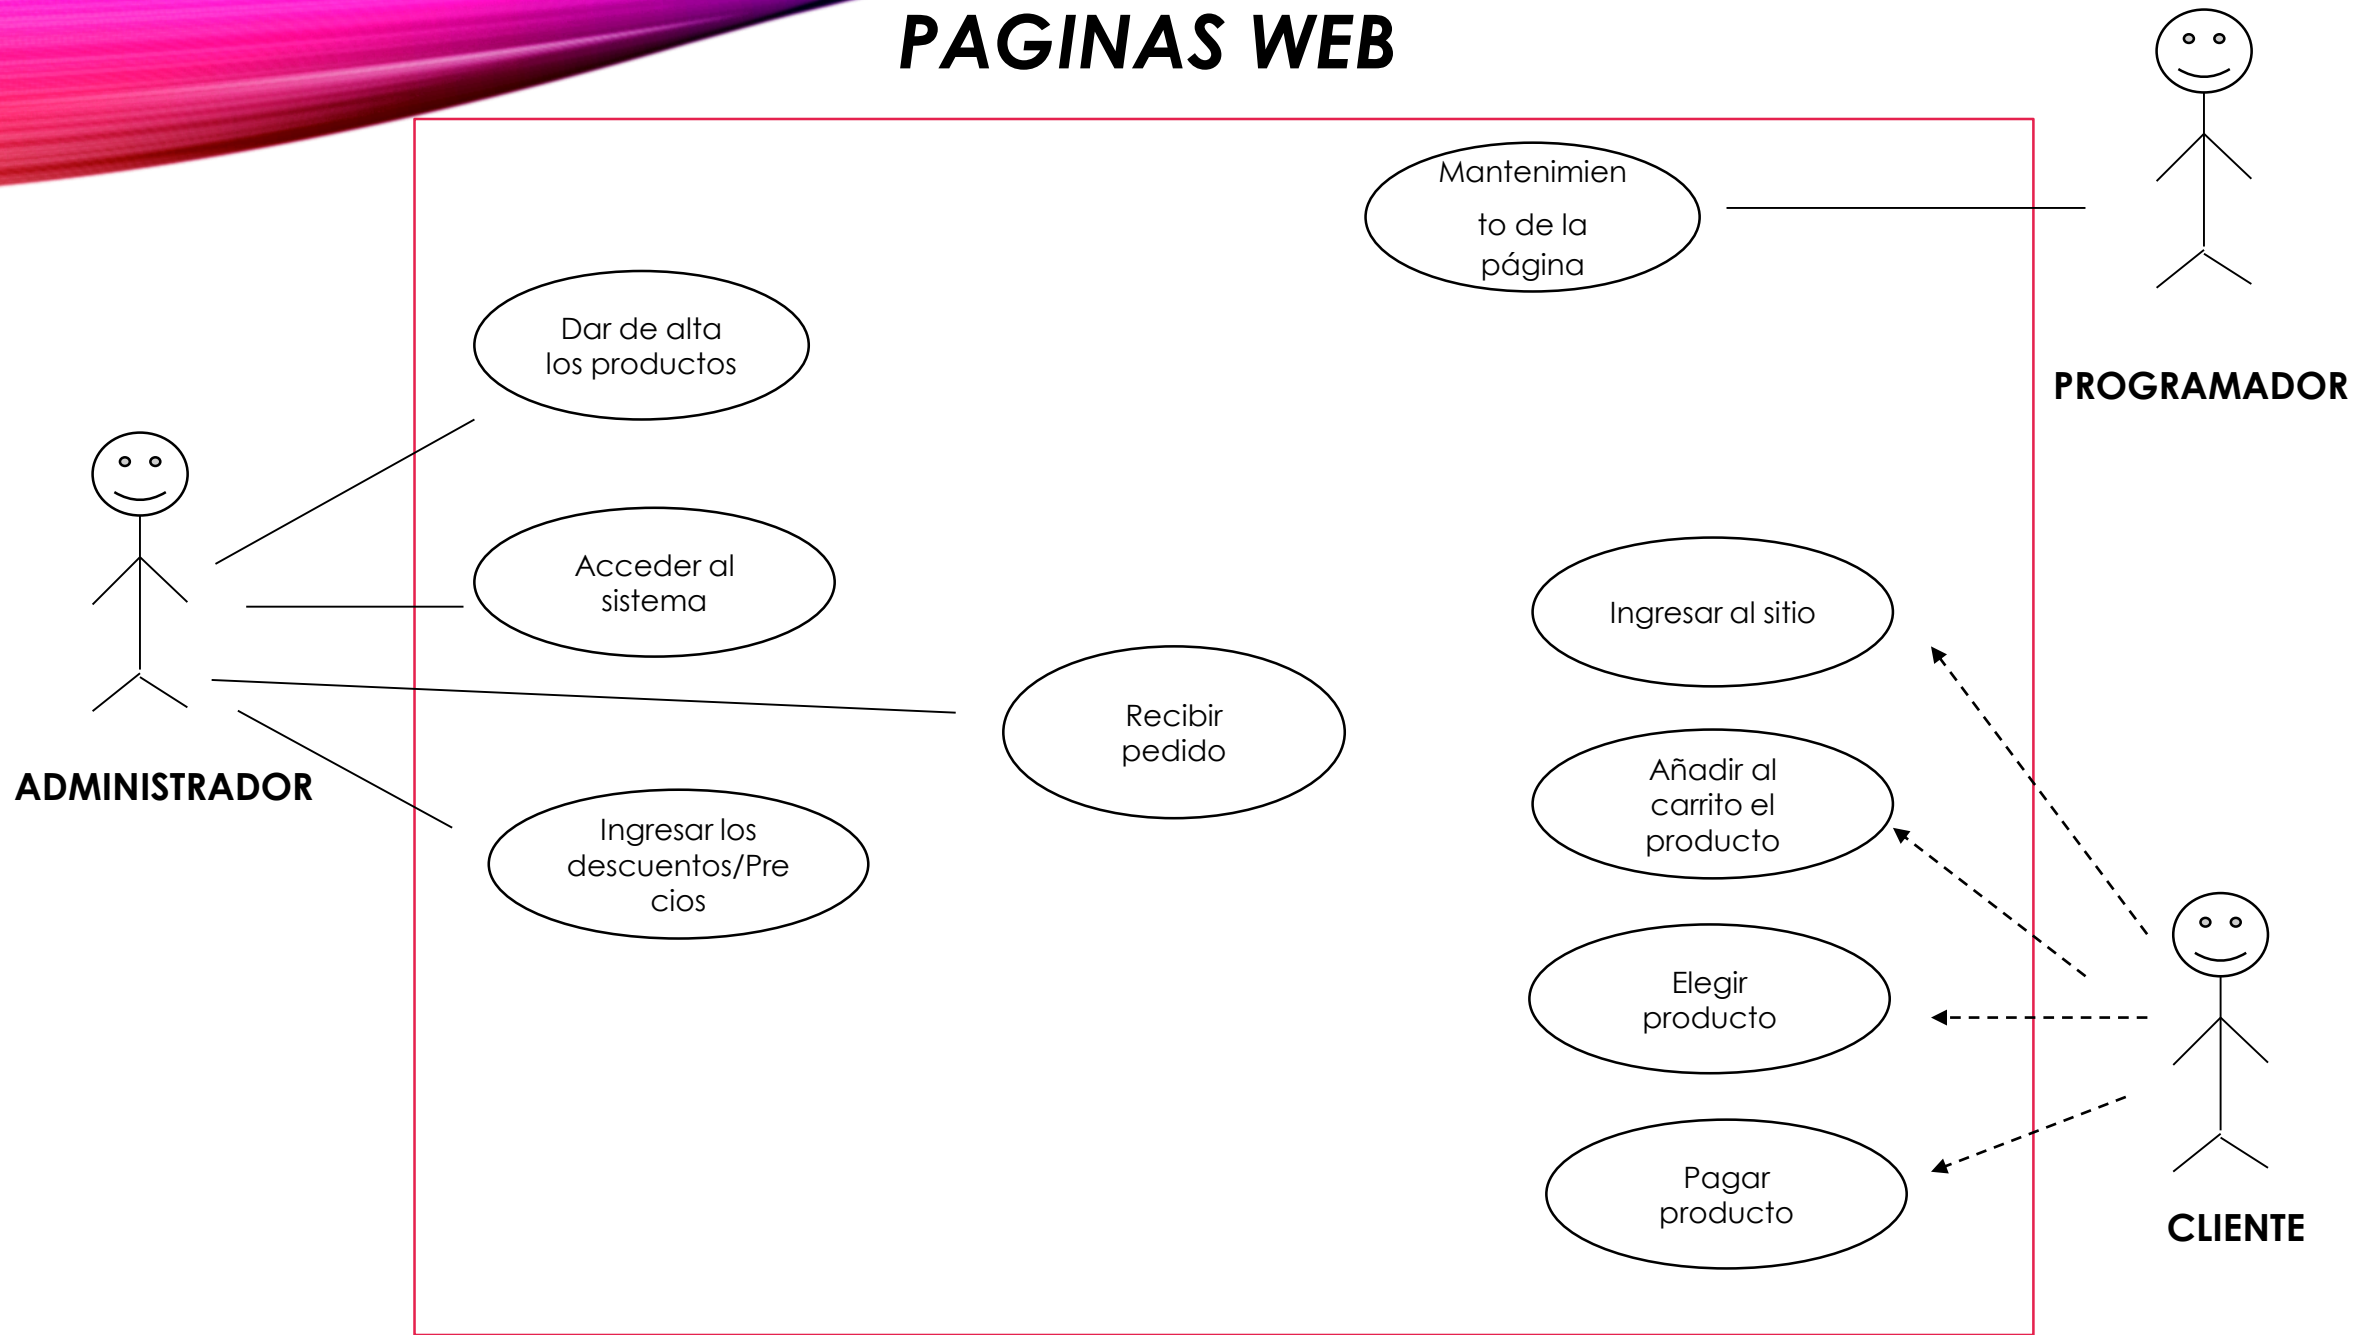 PAGINAS WEB
Mantenimien
to de la
página
PROGRAMADOR
Dar de alta
los productos
Acceder al
sistema
Recibir
pedido
Ingresar los
descuentos/Pre
cios
ADMINISTRADOR
Ingresar al sitio
Añadir al
carrito el
producto
Elegir
producto
Pagar
producto
CLIENTE